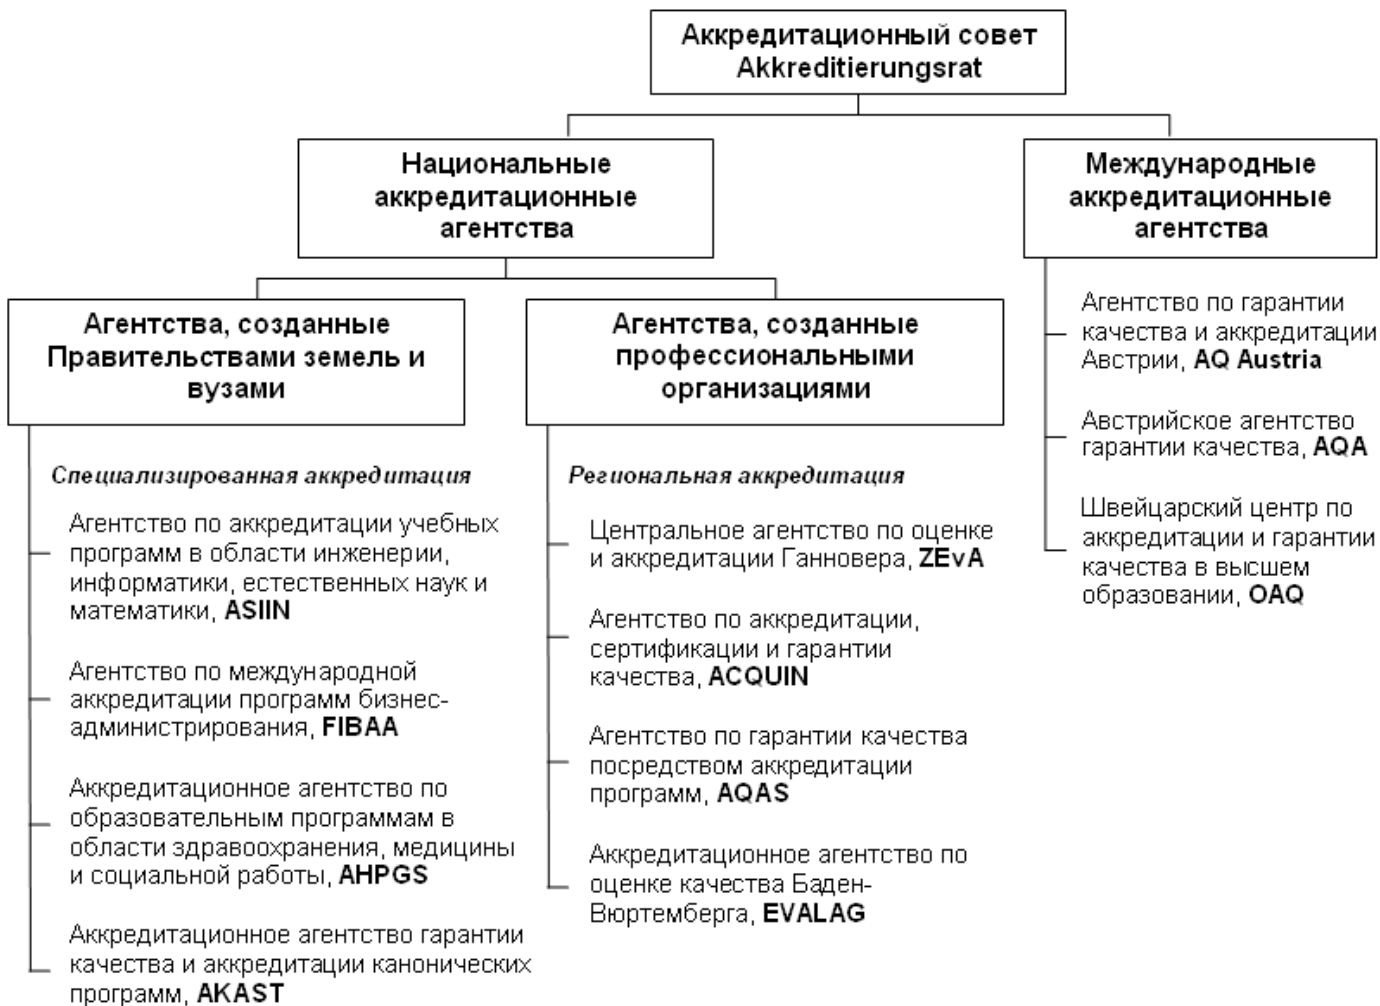 Аккредитационный совет
Akkreditierungsrat
Национальные
аккредитационные
агентства
Международные
аккредитационные
агентства
Агентства, созданные
Правительствами земель и
вузами
Агентства, созданные
профессиональными
организациями
Специализированная аккредитация
Агентство по аккредитации учебных
программ в области инженерии,
информатики, естественных наук и
математики, ASIIN
Агентство по международной
аккредитации программ бизнес-
администрирования, FIBAA
Аккредитационное агентство по
образовательным программам в
области здравоохранения, медицины
и социальной работы, AHPGS
Аккредитационное агентство гарантии
качества и аккредитации канонических
программ, AKAST
Региональная аккредитация
Центральное агентство по оценке
и аккредитации Ганновера, ZEvA
Агентство по аккредитации,
сертификации и гарантии
качества, ACQUIN
Агентство по гарантии качества
посредством аккредитации
программ, AQAS
Аккредитационное агентство по
оценке качества Баден-
Вюртемберга, EVALAG
Агентство по гарантии
качества и аккредитации
Австрии, AQ Austria
Австрийское агентство
гарантии качества, AQA
Швейцарский центр по
аккредитации и гарантии
качества в высшем
образовании, OAQ